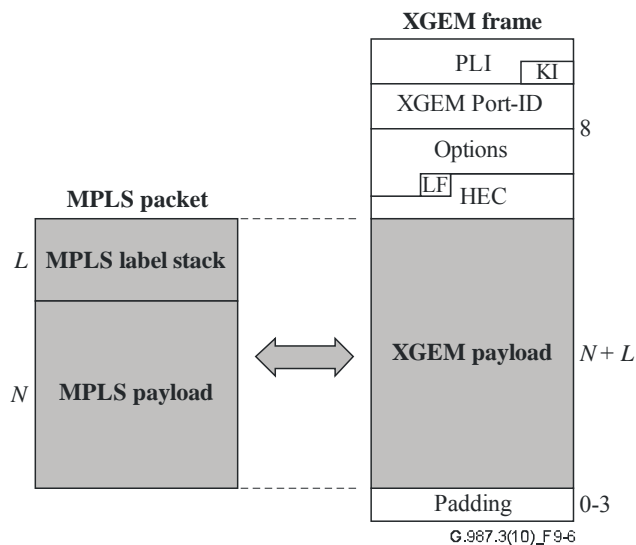 XGEM frame
PLI
KI
XGEM Port-ID
8
Options
LF
HEC
MPLS packet
L
MPLS label stack
XGEM payload
N + L
N
MPLS payload
Padding
0-3
G.987.3(10)_F9-6